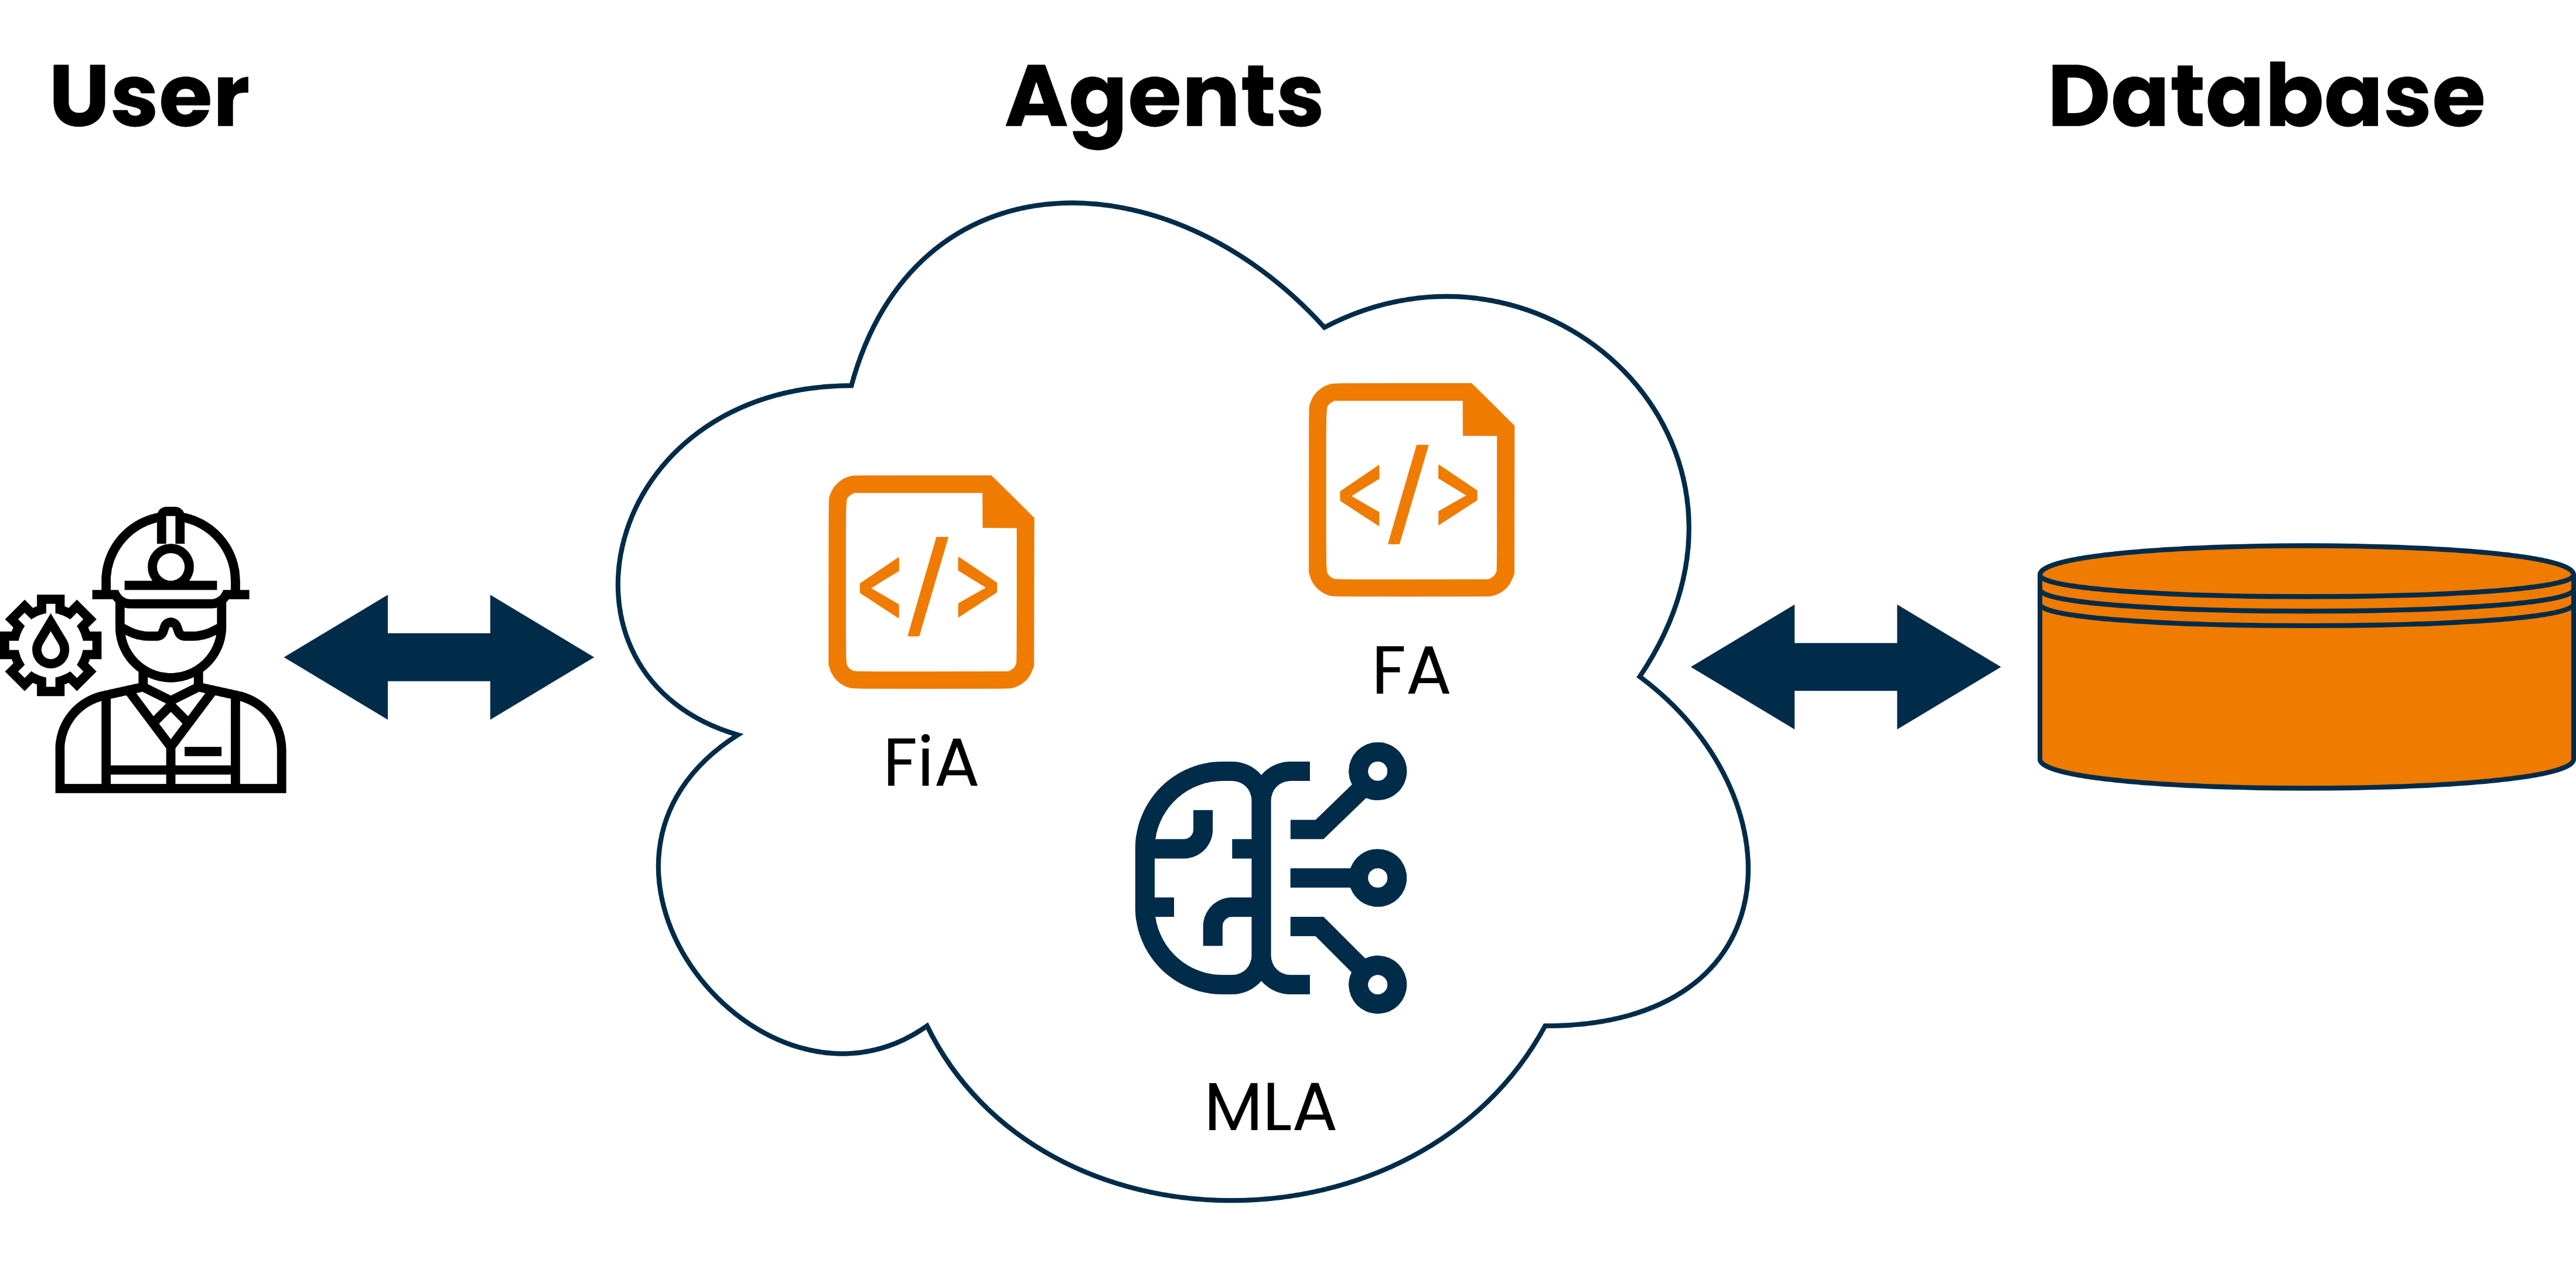 User
Agents
Database
</>
</>
FA
FiA
MLA